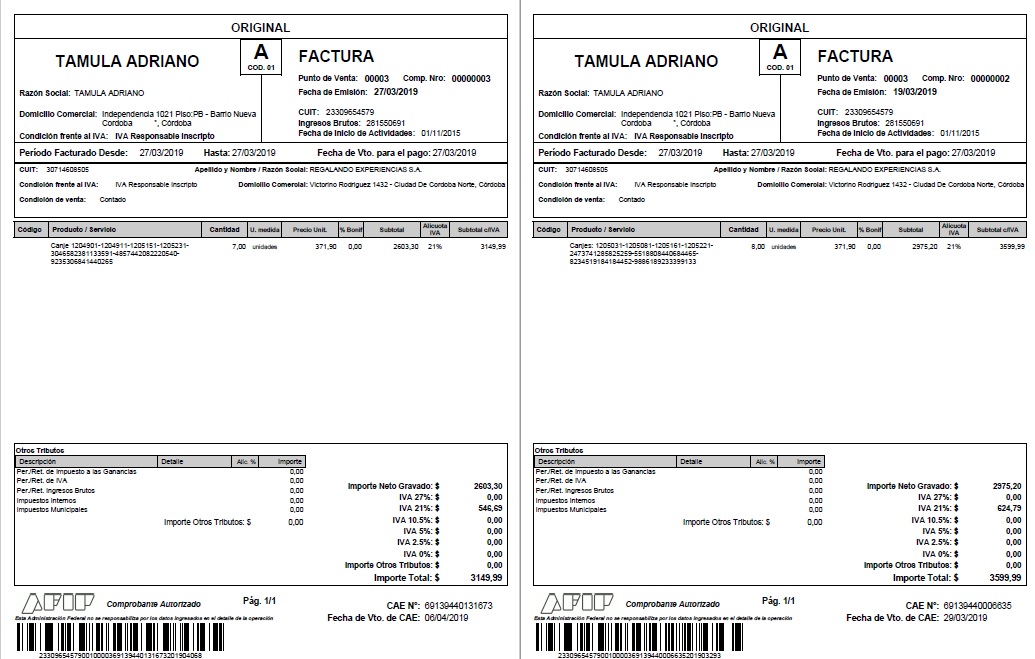 ORIGINAL
TAMULA ADRIANO
A
COD. 01
FACTURA
Punto de Venta: 00003 Comp. Nro: 00000003
Fecha de Emisión: 27/03/2019
Razón Social: TAMULA ADRIANO
Domicilio Comercial: Independencia 1021 Piso:PB - Barrio Nueva
Cordoba ", Córdoba
Condición frente al IVA: IVA Responsable Inscripto
CUIT: 23309654579
Ingresos Brutos: 281550691
Fecha de Inicio de Actividades: 01/11/2015
Período Facturado Desde: 27/03/2019 Hasta: 27/03/2019 Fecha de Vto. para el pago: 27/03/2019
CUIT: 30714608505 Apellido y Nombre / Razón Social: REGALANDO EXPERIENCIAS S.A.
Condición frente al IVA: IVA Responsable Inscripto Domicilio Comercial: Victorino Rodriguez 1432 - Ciudad De Cordoba Norte, Córdoba
Condición de venta: Contado
Código Producto / Servicio Cantidad U. medida Precio Unit. % Bonif Subtotal Alicuota IVA Subtotal c/IVA
Canje 1204901-1204911-1205151-1205231- 7,00 unidades 371,90 0,00 2603,30 21% 3149,99
3046582381133591-4857442082220540-
9235306841440265
Otros Tributos
Descripción Detalle Alíc. % Importe
Per./Ret. de Impuesto a las Ganancias 0,00
Per./Ret. de IVA 0,00
Per./Ret. Ingresos Brutos 0,00
Impuestos Internos 0,00
Impuestos Municipales 0,00
Importe Otros Tributos: $ 0,00
Importe Neto Gravado: $ 2603,30
IVA 27%: $ 0,00
IVA 21%: $ 546,69
IVA 10.5%: $ 0,00
IVA 5%: $ 0,00
IVA 2.5%: $ 0,00
IVA 0%: $ 0,00
Importe Otros Tributos: $ 0,00
Importe Total: $ 3149,99
AFIP
Comprobante Autorizado
Pág. 1/1
CAE N°: 69139440131673
Fecha de Vto. de CAE: 06/04/2019
Esta Administración Federal no se responsabiliza por los datos ingresados en el detalle de la operación
2330965457900100003691394401316732019040​68
ORIGINAL
TAMULA ADRIANO
A
COD. 01
FACTURA
Punto de Venta: 00003 Comp. Nro: 00000002
Fecha de Emisión: 19/03/2019
Razón Social: TAMULA ADRIANO
Domicilio Comercial: Independencia 1021 Piso:PB - Barrio Nueva
Cordoba ", Córdoba
Condición frente al IVA: IVA Responsable Inscripto
CUIT: 23309654579
Ingresos Brutos: 281550691
Fecha de Inicio de Actividades: 01/11/2015
Período Facturado Desde: 27/03/2019 Hasta: 27/03/2019 Fecha de Vto. para el pago: 27/03/2019
CUIT: 30714608505 Apellido y Nombre / Razón Social: REGALANDO EXPERIENCIAS S.A.
Condición frente al IVA: IVA Responsable Inscripto Domicilio Comercial: Victorino Rodriguez 1432 - Ciudad De Cordoba Norte, Córdoba
Condición de venta: Contado
Código Producto / Servicio Cantidad U. medida Precio Unit. % Bonif Subtotal Alicuota IVA Subtotal c/IVA
Canjes: 1205031-1205081-1205161-1205221- 8,00 unidades 371,90 0,00 2975,20 21% 3599,99
2473741285825259-5518808440684465-
8234519184184452-9886189233399133
Otros Tributos
Descripción Detalle Alíc. % Importe
Per./Ret. de Impuesto a las Ganancias 0,00
Per./Ret. de IVA 0,00
Per./Ret. Ingresos Brutos 0,00
Impuestos Internos 0,00
Impuestos Municipales 0,00
Importe Otros Tributos: $ 0,00
Importe Neto Gravado: $ 2975,20
IVA 27%: $ 0,00
IVA 21%: $ 624,79
IVA 10.5%: $ 0,00
IVA 5%: $ 0,00
IVA 2.5%: $ 0,00
IVA 0%: $ 0,00
Importe Otros Tributos: $ 0,00
Importe Total: $ 3599,99
AFIP
Comprobante Autorizado
Pág. 1/1
CAE N°: 69139440006635
Fecha de Vto. de CAE: 29/03/2019
Esta Administración Federal no se responsabiliza por los datos ingresados en el detalle de la operación
233096545790010000369139440006635201903293